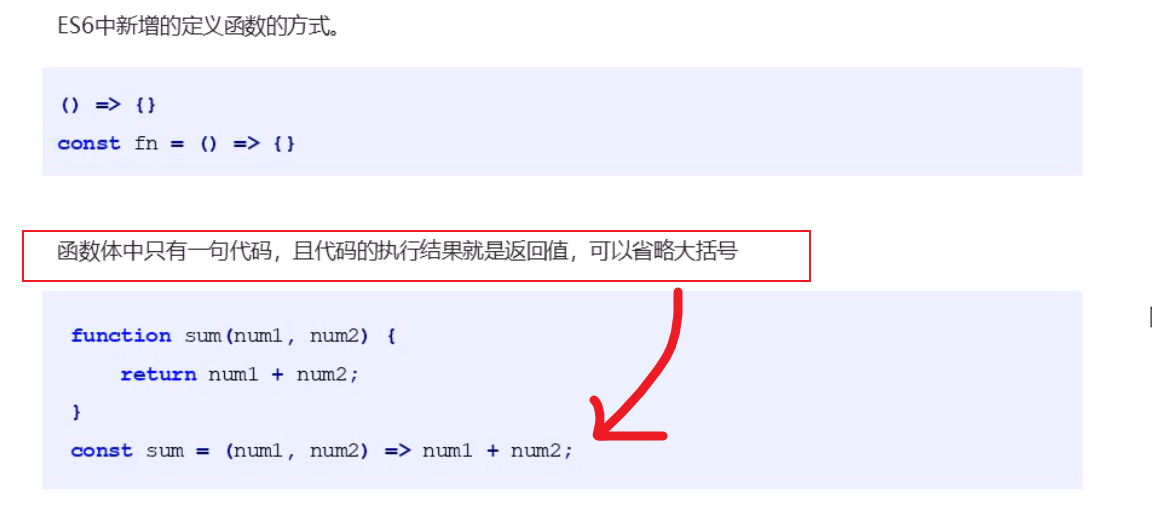 ES6中新增的定义函数的方式。
() => {}
const fn = () => {}
函数体中只有一句代码，且代码的执行结果就是返回值，可以省略大括号
function sum(num1, num2) {
return num1 + num2;
}
const sum = (num1, num2) => num1 + num2;